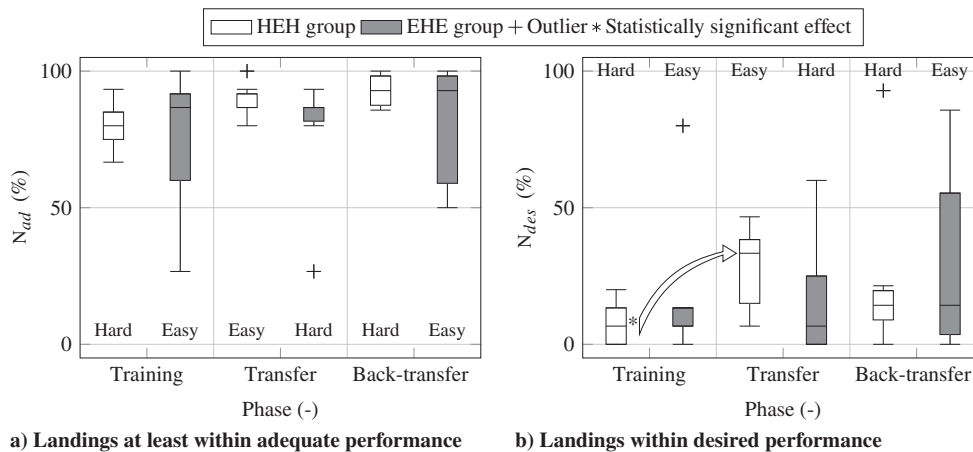 HEH group EHE group + Outlier * Statistically significant effect
100
50
0
N_ad (%)
Hard Easy Easy Hard Hard Easy
Training Transfer Back-transfer
Phase (-)
a) Landings at least within adequate performance
Hard Easy Easy Hard Hard Easy
100
50
0
N_des (%)
*
Training Transfer Back-transfer
Phase (-)
b) Landings within desired performance